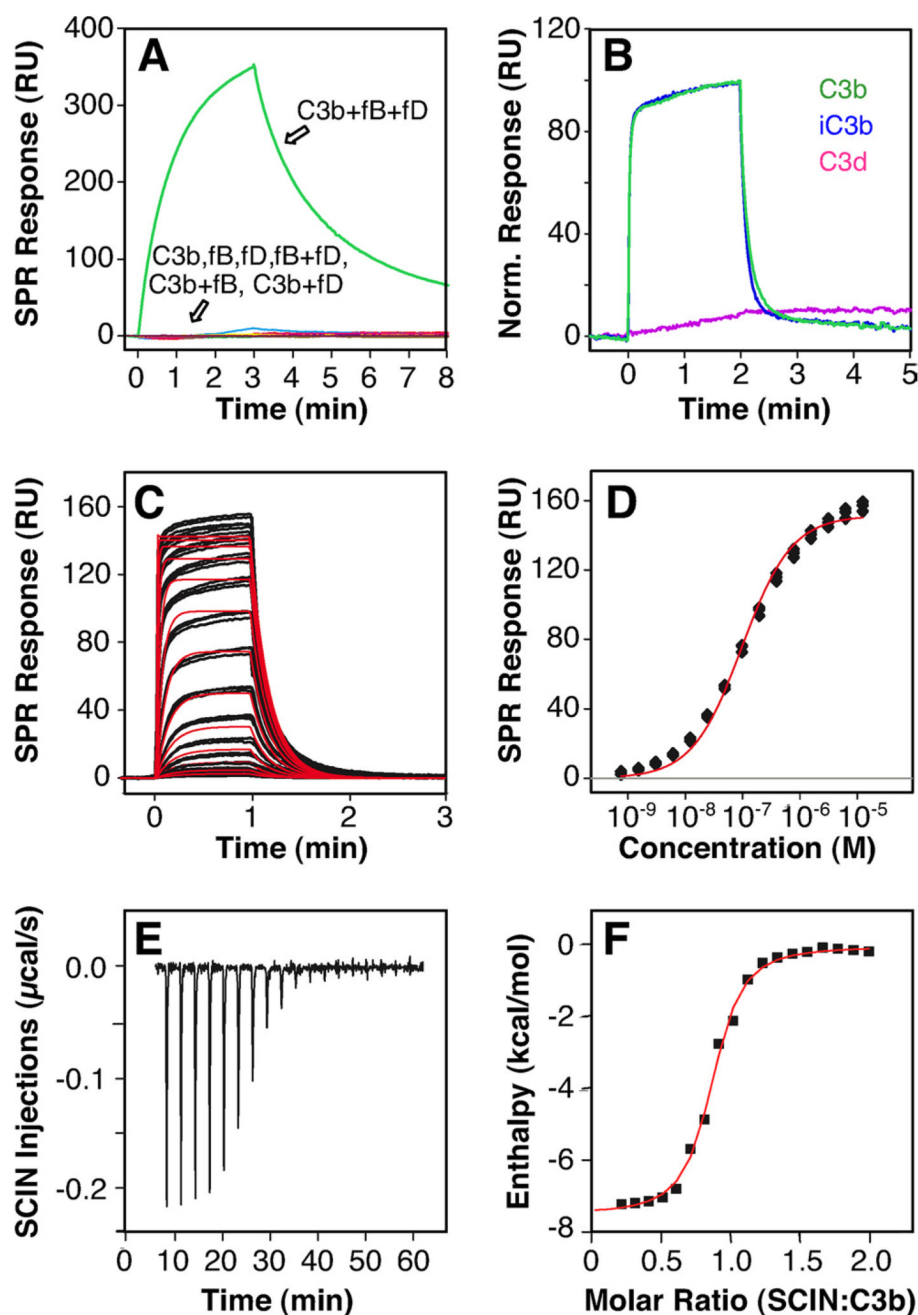 A
SPR Response (RU)
400
300
200
100
0
C3b+fB+fD
C3b,fB,fD,fB+fD,
C3b+fB, C3b+fD
0 1 2 3 4 5 6 7 8
Time (min)
B
Norm. Response (RU)
120
80
40
0
C3b
iC3b
C3d
0 1 2 3 4 5
Time (min)
C
SPR Response (RU)
160
120
80
40
0
0 1 2 3
Time (min)
D
SPR Response (RU)
160
120
80
40
0
10-9 10-8 10-7 10-6 10-5
Concentration (M)
E
SCIN Injections (µcal/s)
0.0
-0.1
-0.2
0 10 20 30 40 50 60
Time (min)
F
Enthalpy (kcal/mol)
0
-2
-4
-6
-8
0 0.5 1.0 1.5 2.0
Molar Ratio (SCIN:C3b)